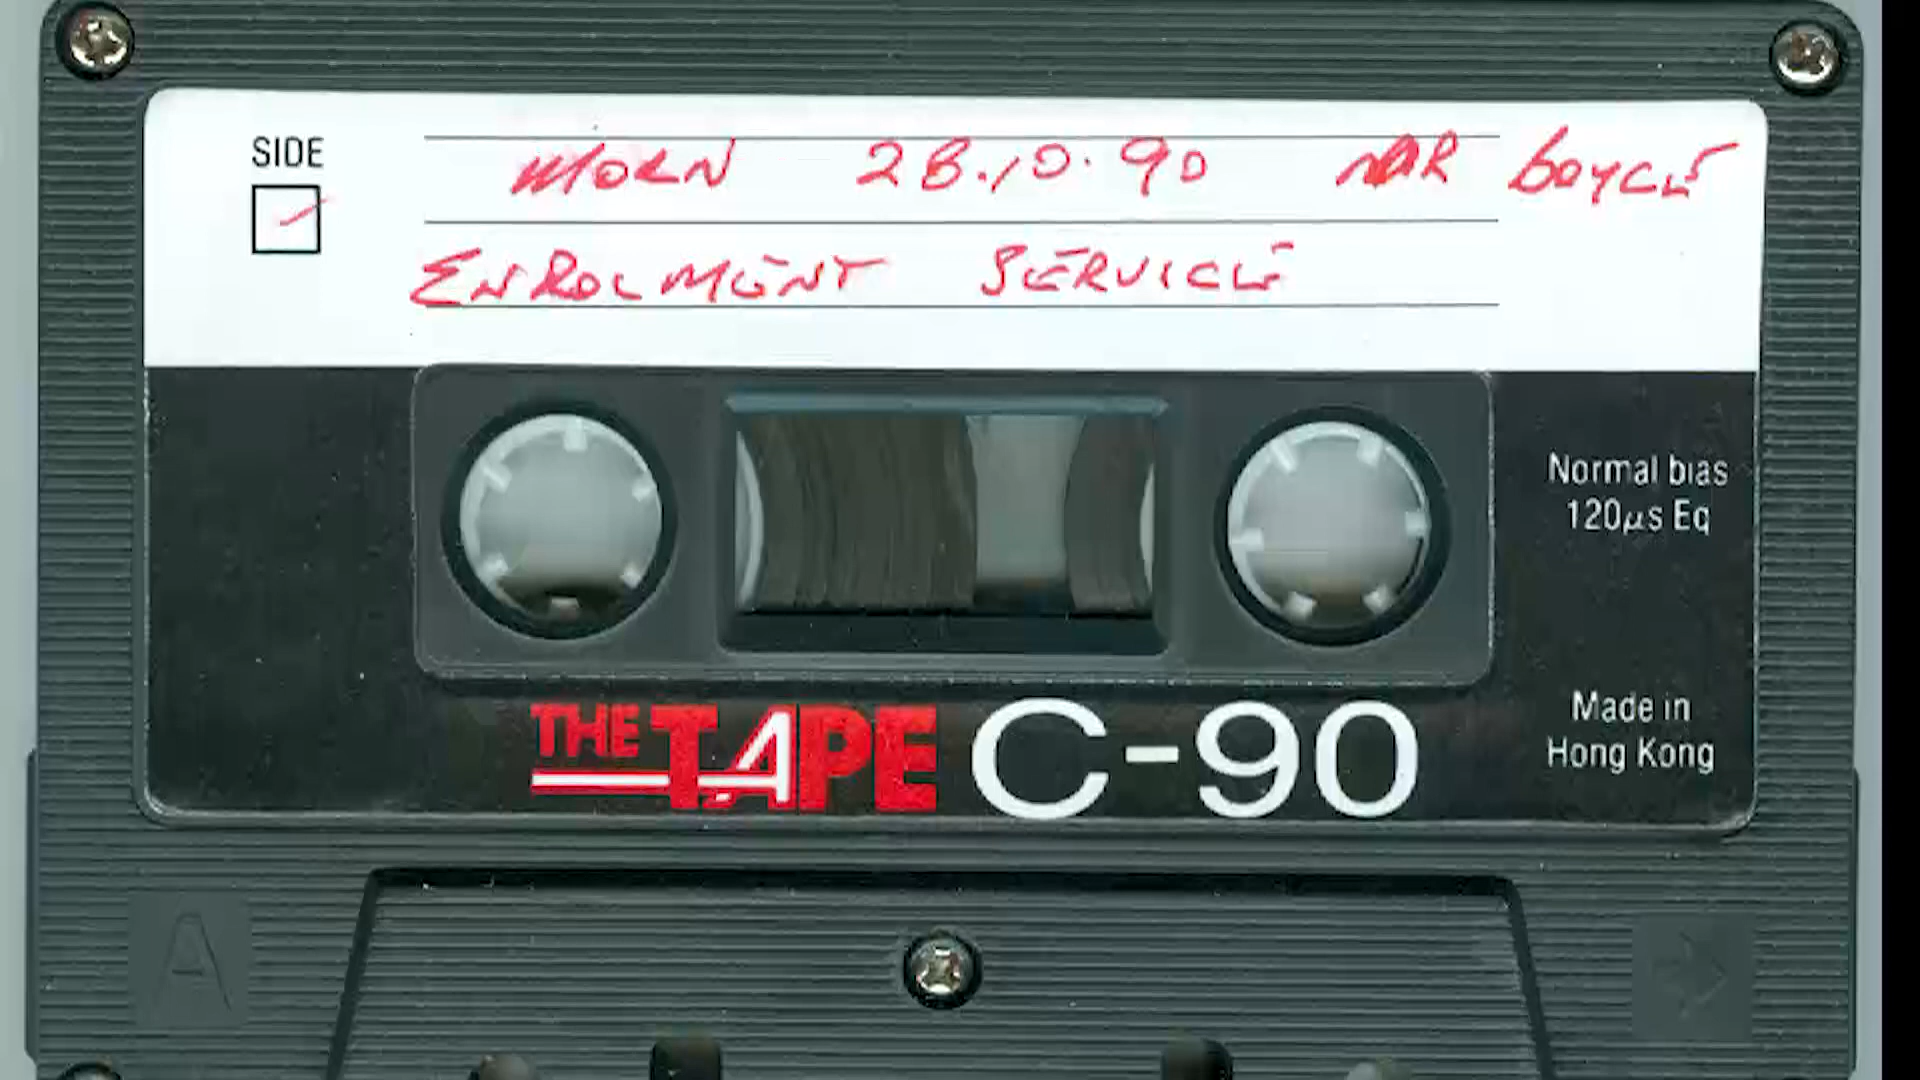 SIDE
MORN 28.10.90 MR BOYCE
ENROLMENT SERVICE
Normal bias
120µs Eq
THE TAPE C-90
Made in
Hong Kong
A